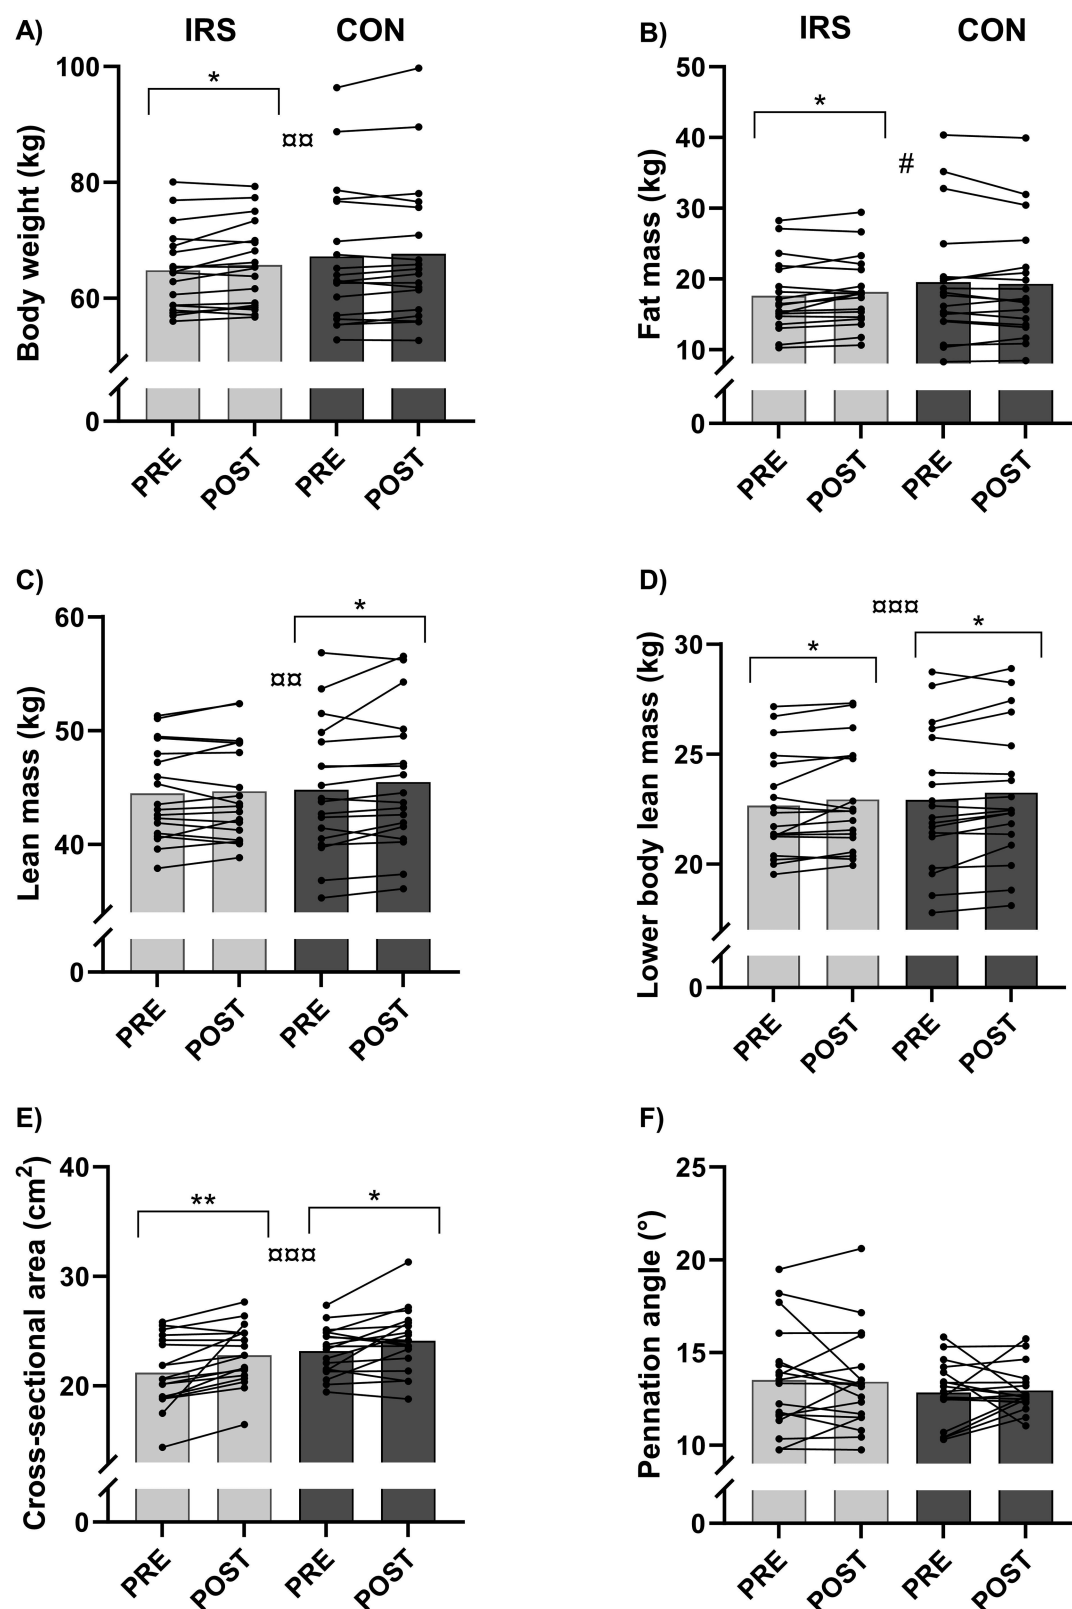 A) IRS CON
Body weight (kg)
100
80
60
0
*
¤¤
PRE POST PRE POST
B) IRS CON
Fat mass (kg)
50
40
30
20
10
0
*
#
PRE POST PRE POST
C)
Lean mass (kg)
60
50
40
0
*
¤¤
PRE POST PRE POST
D)
Lower body lean mass (kg)
30
25
20
0
¤¤¤
*
*
PRE POST PRE POST
E)
Cross-sectional area (cm²)
40
30
20
0
**
*
¤¤¤
PRE POST PRE POST
F)
Pennation angle (°)
25
20
15
10
0
PRE POST PRE POST